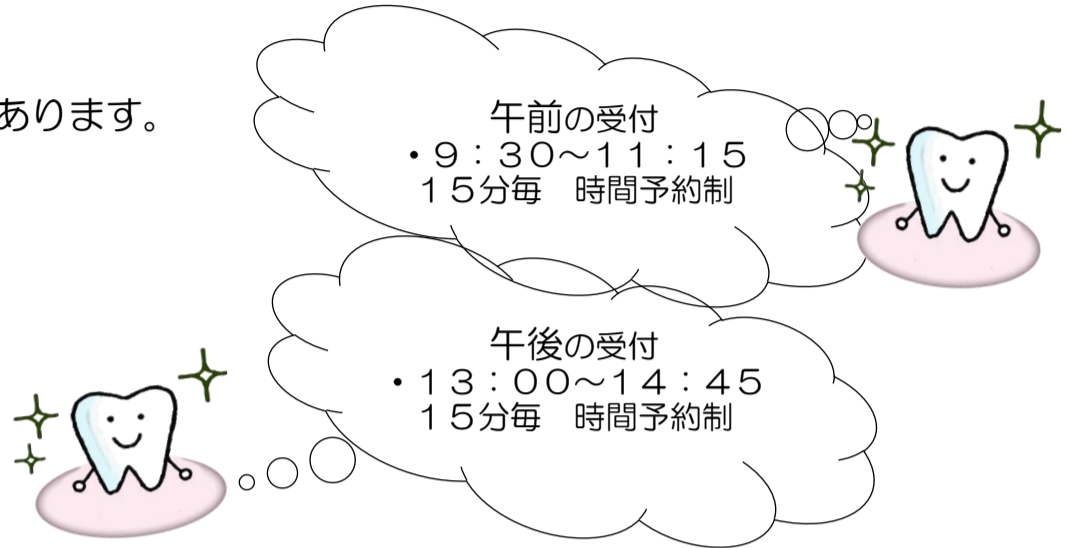 あります。
午前の受付
・９：３０～１１：１５
１５分毎　時間予約制
午後の受付
・１３：００～１４：４５
１５分毎　時間予約制